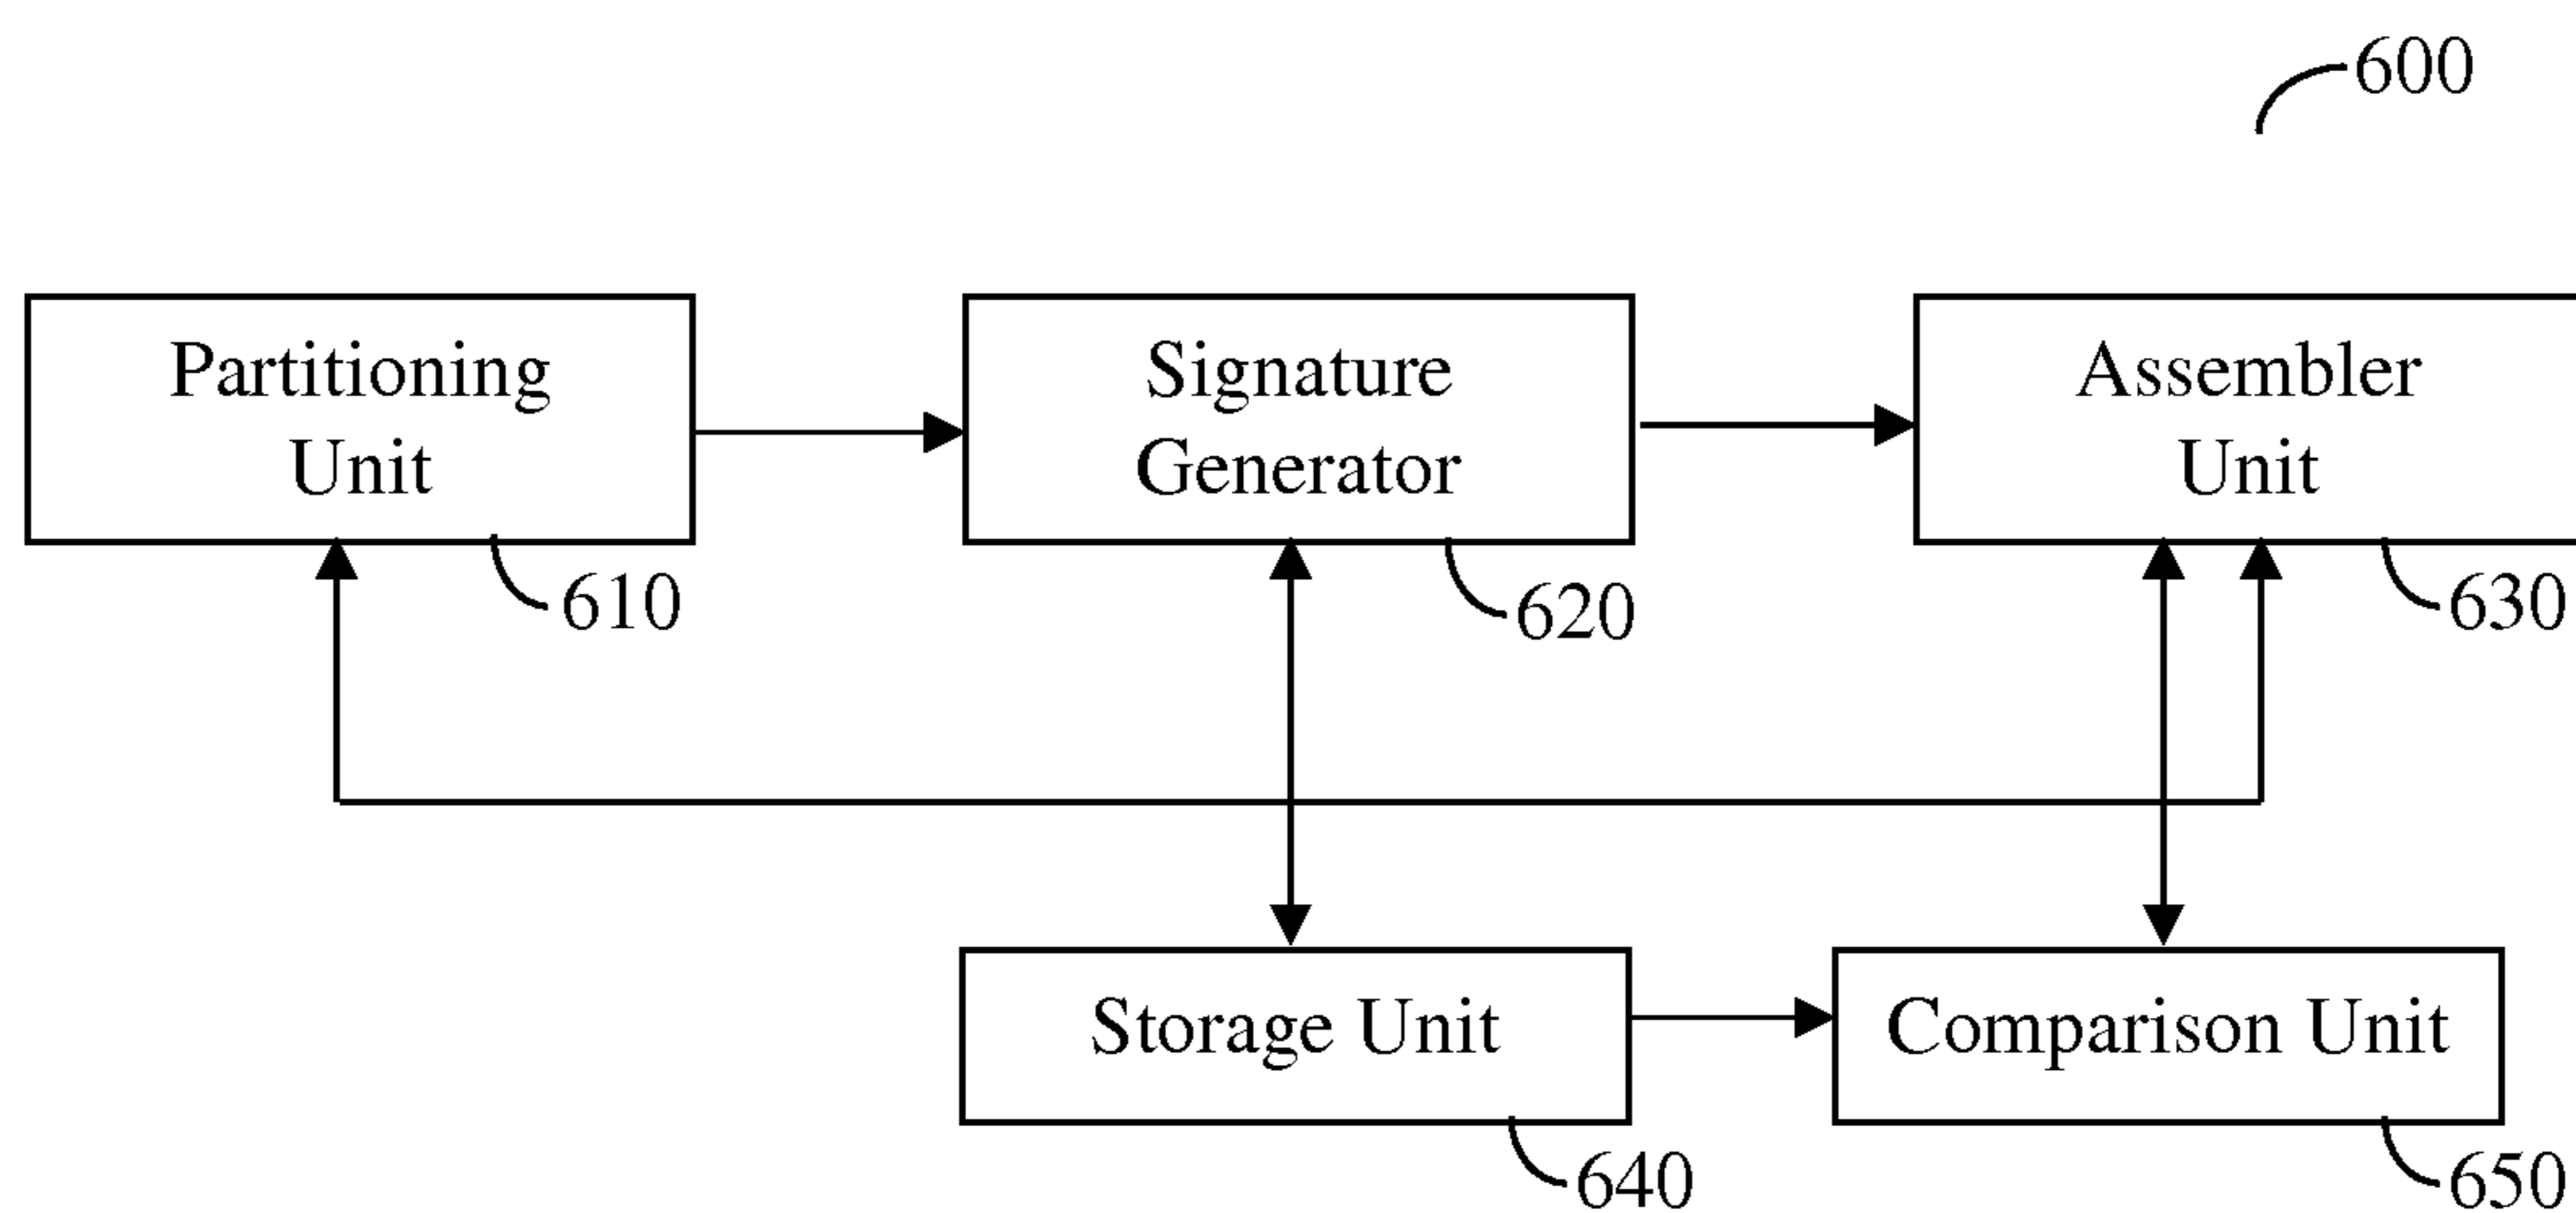 600
Partitioning
Unit
Signature
Generator
Assembler
Unit
610
620
630
Storage Unit
Comparison Unit
640
650